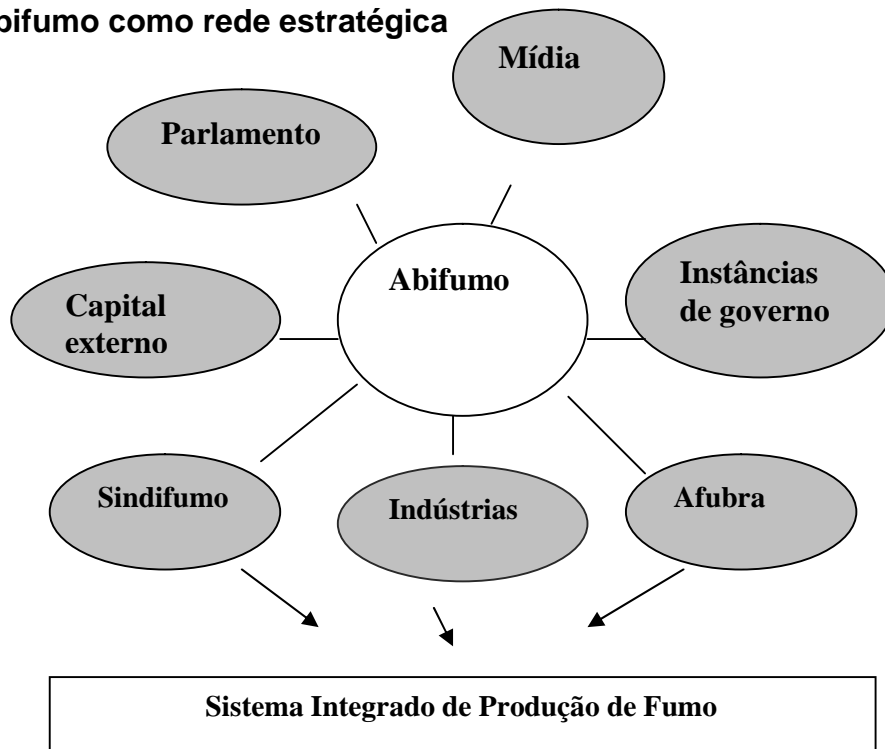 bifumo como rede estratégica
Mídia
Parlamento
Abifumo
Instâncias
de governo
Capital
externo
Sindifumo
Indústrias
Afubra
Sistema Integrado de Produção de Fumo